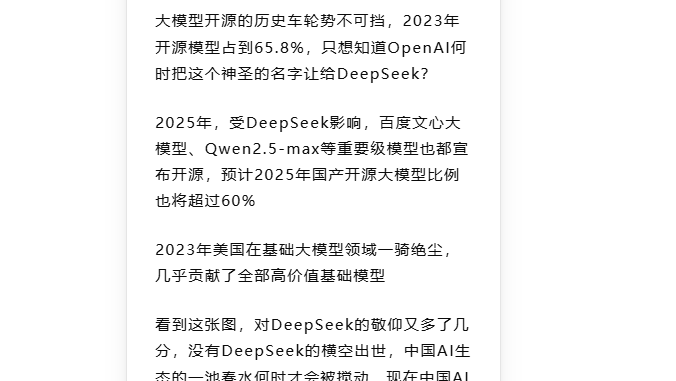 大模型开源的历史车轮势不可挡，2023年
开源模型占到65.8%，只想知道OpenAI何
时把这个神圣的名字让给DeepSeek？
2025年，受DeepSeek影响，百度文心大
模型、Qwen2.5-max等重要级模型也都宣
布开源，预计2025年国产开源大模型比例
也将超过60%
2023年美国在基础大模型领域一骑绝尘，
几乎贡献了全部高价值基础模型
看到这张图，对DeepSeek的敬仰又多了几
分，没有DeepSeek的横空出世，中国AI生
态的一池春水何时才会被搅动，现在中国AI